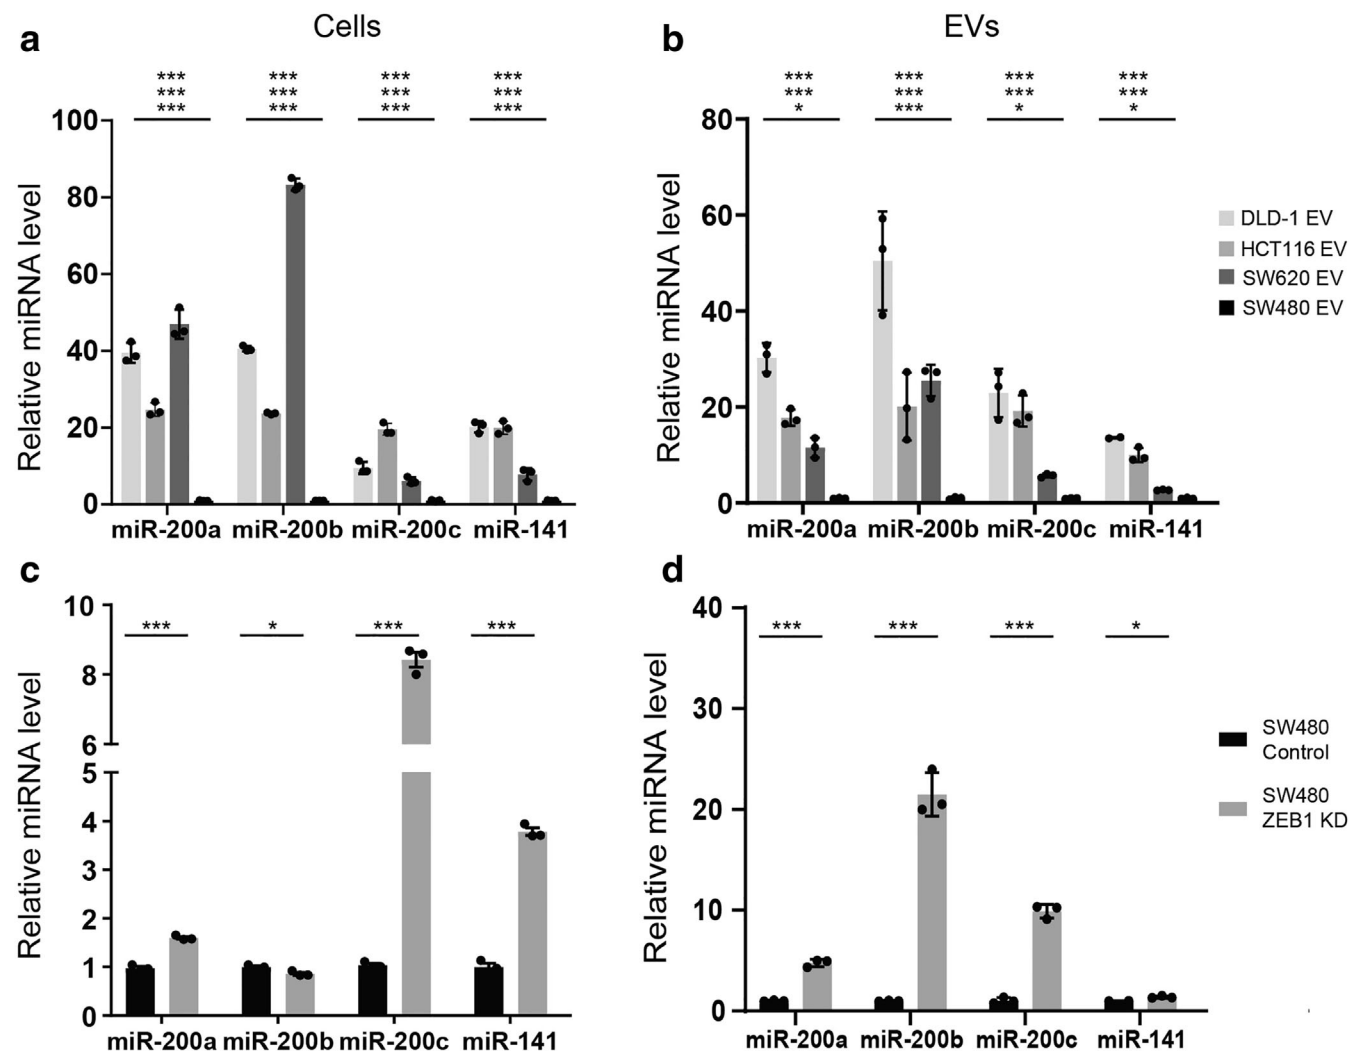 a
Cells
b
EVs
*** *** *** ***
*** *** *** ***
*** *** *** ***
*** *** *** ***
*** *** *** ***
* *** * *
Relative miRNA level
100
80
60
40
20
0
miR-200a miR-200b miR-200c miR-141
Relative miRNA level
80
60
40
20
0
miR-200a miR-200b miR-200c miR-141
DLD-1 EV
HCT116 EV
SW620 EV
SW480 EV
c
*** * *** ***
Relative miRNA level
10
8
6
5
4
3
2
1
0
miR-200a miR-200b miR-200c miR-141
d
*** *** *** *
Relative miRNA level
40
30
20
10
0
miR-200a miR-200b miR-200c miR-141
SW480
Control
SW480
ZEB1 KD